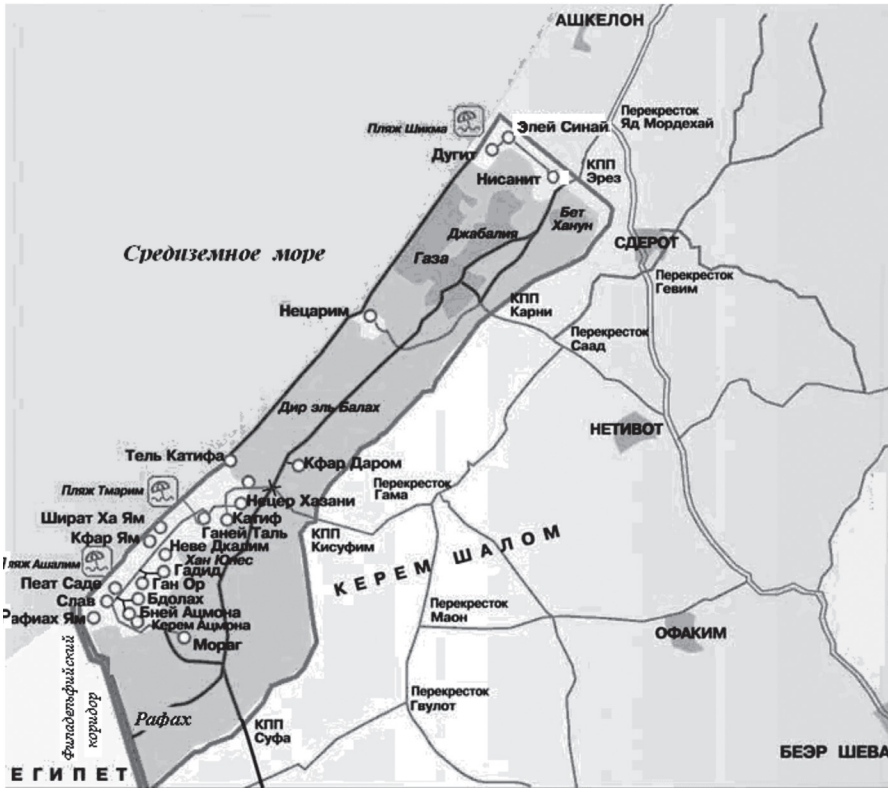 АШКЕЛОН
Пляж Шикма
Элей Синай
Перекресток
Яд Мордехай
Дугит
Нисанит
КПП
Эрез
Бет
Ханун
Джабалия
Газа
СДЕРОТ
Средиземное море
Перекресток
Гевим
Нецарим
КПП
Карни
Перекресток
Саад
Дир эль Балах
НЕТИВОТ
Тель Катифа
Кфар Даром
Пляж Тмарим
Нецер Хазани
Перекресток
Гама
Шират Ха Ям
Катиф
Ганей Таль
Кфар Ям
КПП
Кисуфим
Неве Дкалим
Хан Юнес
КЕРЕМ ШАЛОМ
ляж Ашалим
Гадид
Пеат Саде
Ган Ор
Слав
Бдолах
Бней Ацмона
Рафиах Ям
Керем Ацмона
Перекресток
Маон
ОФАКИМ
Мораг
Филадельфийский
коридор
Перекресток
Гвулот
Рафах
КПП
Суфа
БЕЭР ШЕВА
ЕГИПЕТ